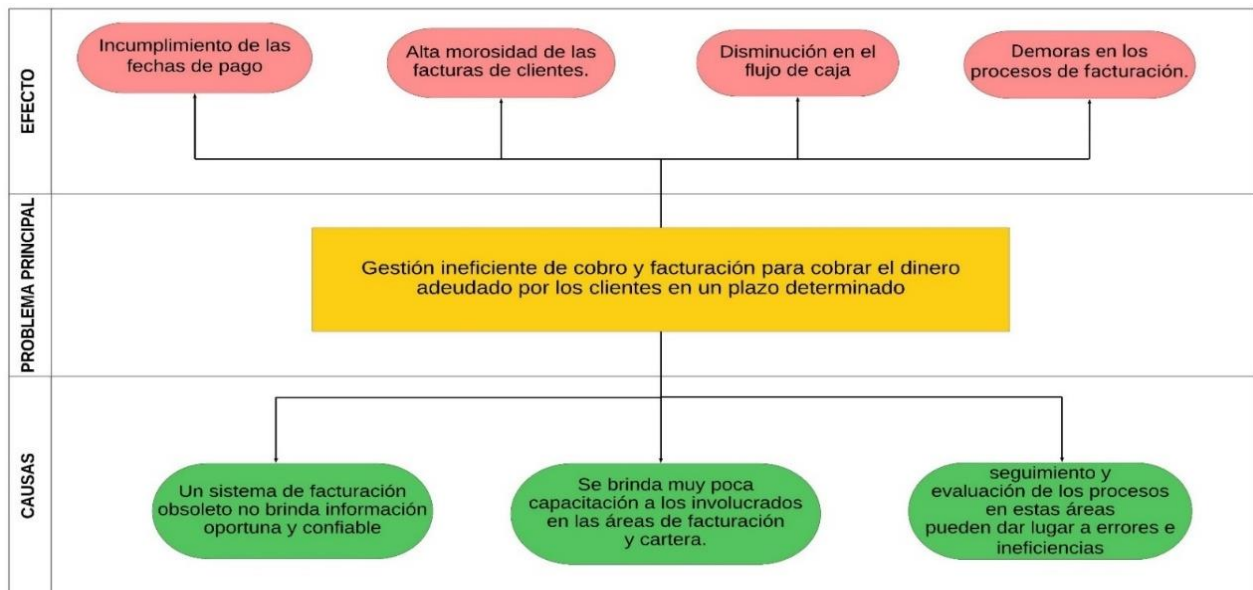 EFECTO
Incumplimiento de las
fechas de pago
Alta morosidad de las
facturas de clientes.
Disminución en el
flujo de caja
Demoras en los
procesos de facturación.
PROBLEMA PRINCIPAL
Gestión ineficiente de cobro y facturación para cobrar el dinero
adeudado por los clientes en un plazo determinado
CAUSAS
Un sistema de facturación
obsoleto no brinda información
oportuna y confiable
Se brinda muy poca
capacitación a los involucrados
en las áreas de facturación
y cartera.
seguimiento y
evaluación de los procesos
en estas áreas
pueden dar lugar a errores e
ineficiencias